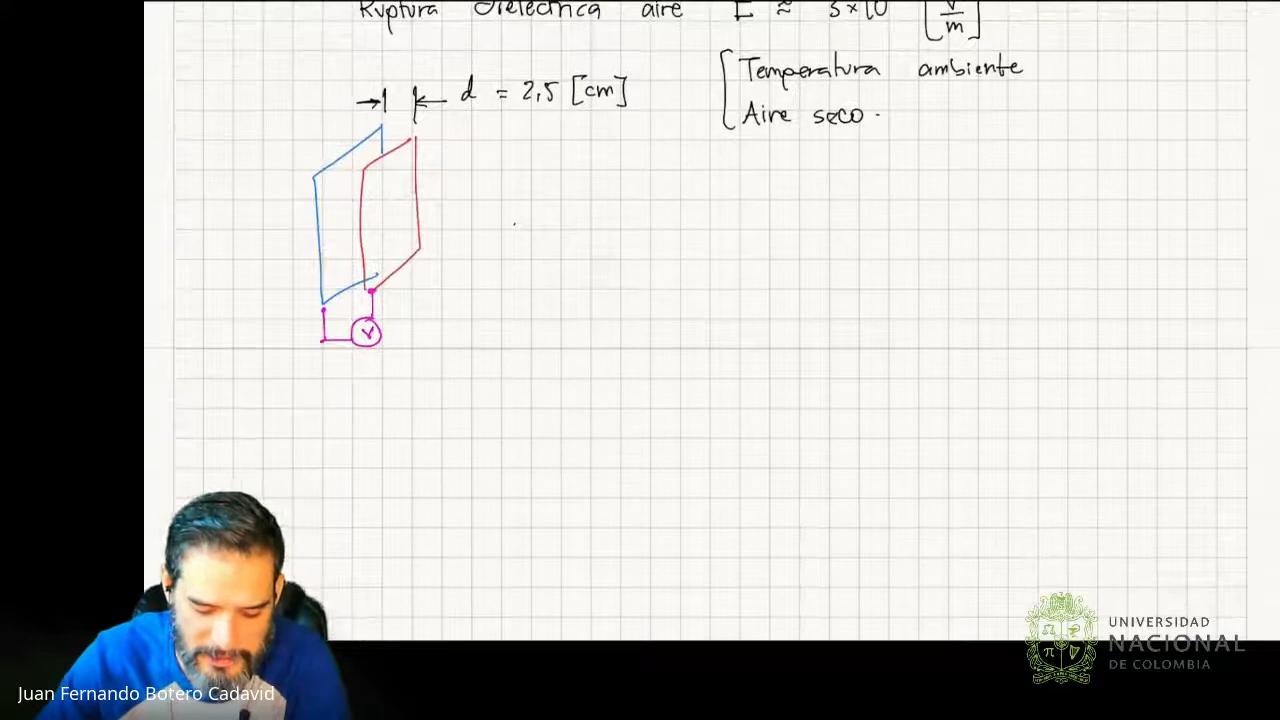 Ruptura Dieléctrica aire E ≈ 3×10 [V/m]
d = 2,5 [cm]
Temperatura ambiente
Aire seco.
V
UNIVERSIDAD
NACIONAL
DE COLOMBIA
Juan Fernando Botero Cadavid